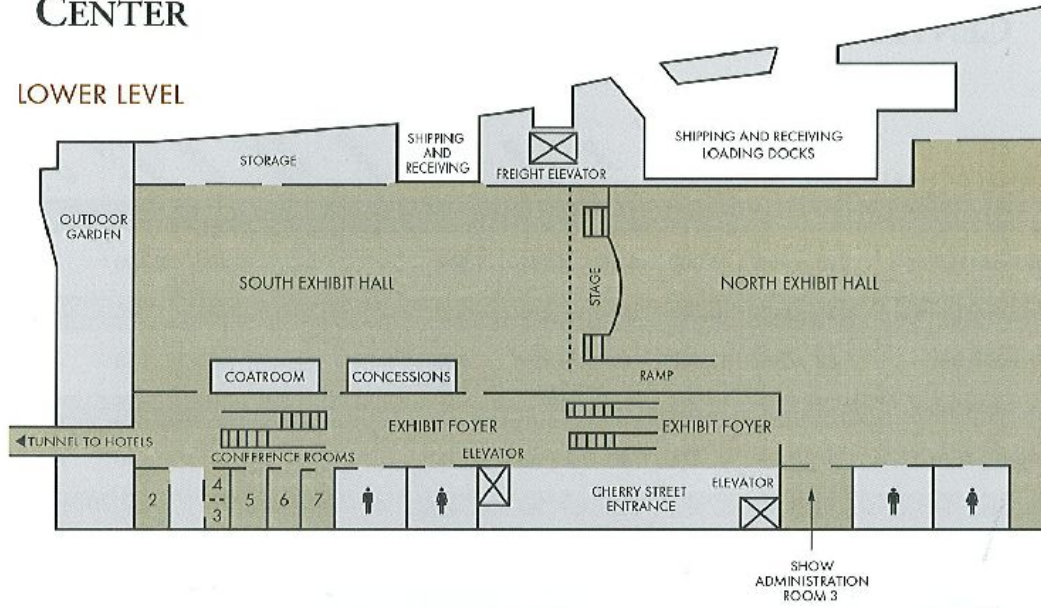 CENTER
LOWER LEVEL
STORAGE
SHIPPING
AND
RECEIVING
FREIGHT ELEVATOR
SHIPPING AND RECEIVING
LOADING DOCKS
OUTDOOR
GARDEN
SOUTH EXHIBIT HALL
STAGE
NORTH EXHIBIT HALL
COATROOM
CONCESSIONS
RAMP
EXHIBIT FOYER
EXHIBIT FOYER
TUNNEL TO HOTELS
CONFERENCE ROOMS
ELEVATOR
2
4
3
5
6
7
CHERRY STREET
ENTRANCE
ELEVATOR
SHOW
ADMINISTRATION
ROOM 3